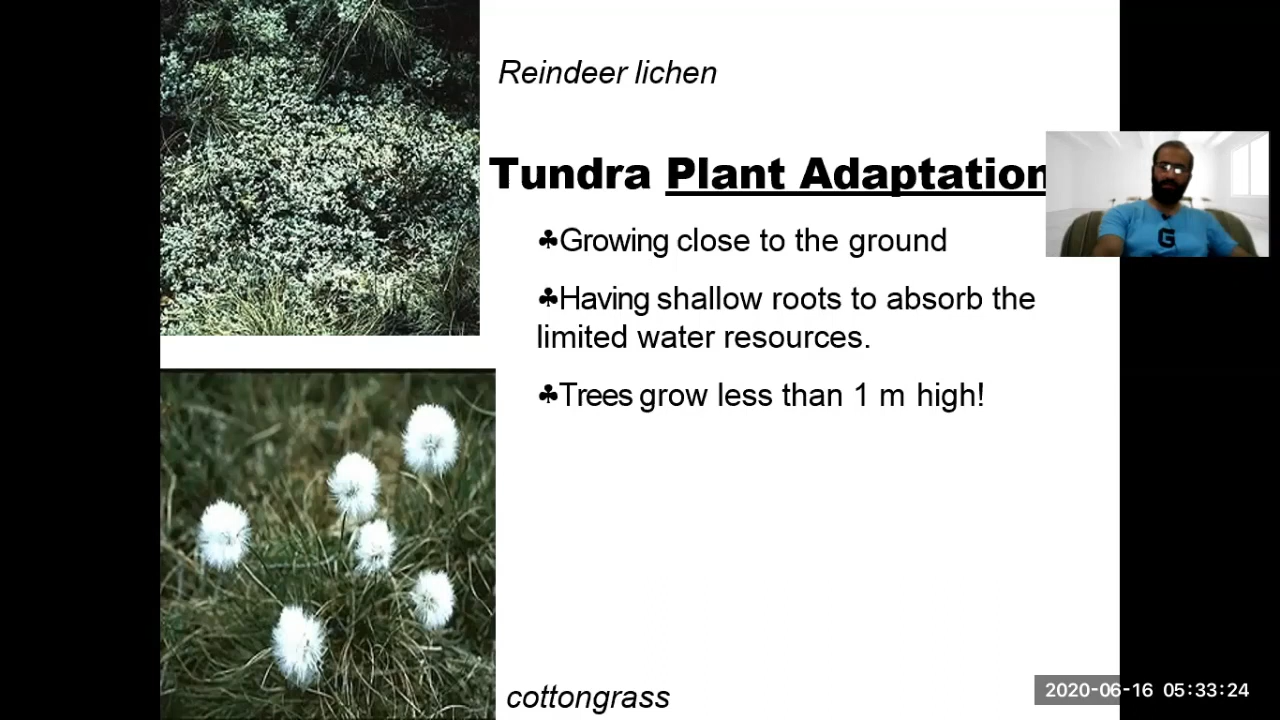 Reindeer lichen
Tundra Plant Adaptation
♣Growing close to the ground
♣Having shallow roots to absorb the
limited water resources.
♣Trees grow less than 1 m high!
G
cottongrass
2020-06-16 05:33:24